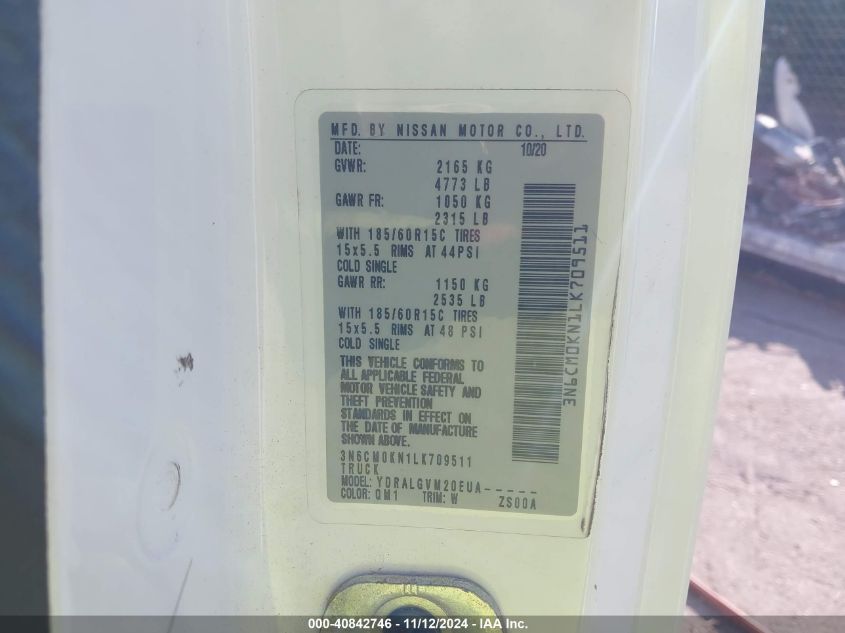 MFD. BY NISSAN MOTOR CO., LTD.
DATE: 10/20
GVWR: 2165 KG
4773 LB
GAWR FR: 1050 KG
2315 LB
WITH 185/60R15C TIRES
15x5.5 RIMS AT 44PSI
COLD SINGLE
GAWR RR: 1150 KG
2535 LB
WITH 185/60R15C TIRES
15x5.5 RIMS AT 48 PSI
COLD SINGLE
THIS VEHICLE CONFORMS TO
ALL APPLICABLE FEDERAL
MOTOR VEHICLE SAFETY AND
THEFT PREVENTION
STANDARDS IN EFFECT ON
THE DATE OF MANUFACTURE
SHOWN ABOVE.
3N6CM0KN1LK709511
TRUCK
MODEL: YDRALGVM20EUA-----
COLOR: QM1 TRIM: W ZS00A
3N6CM0KN1LK709511
000-40842746 - 11/12/2024 - IAA Inc.